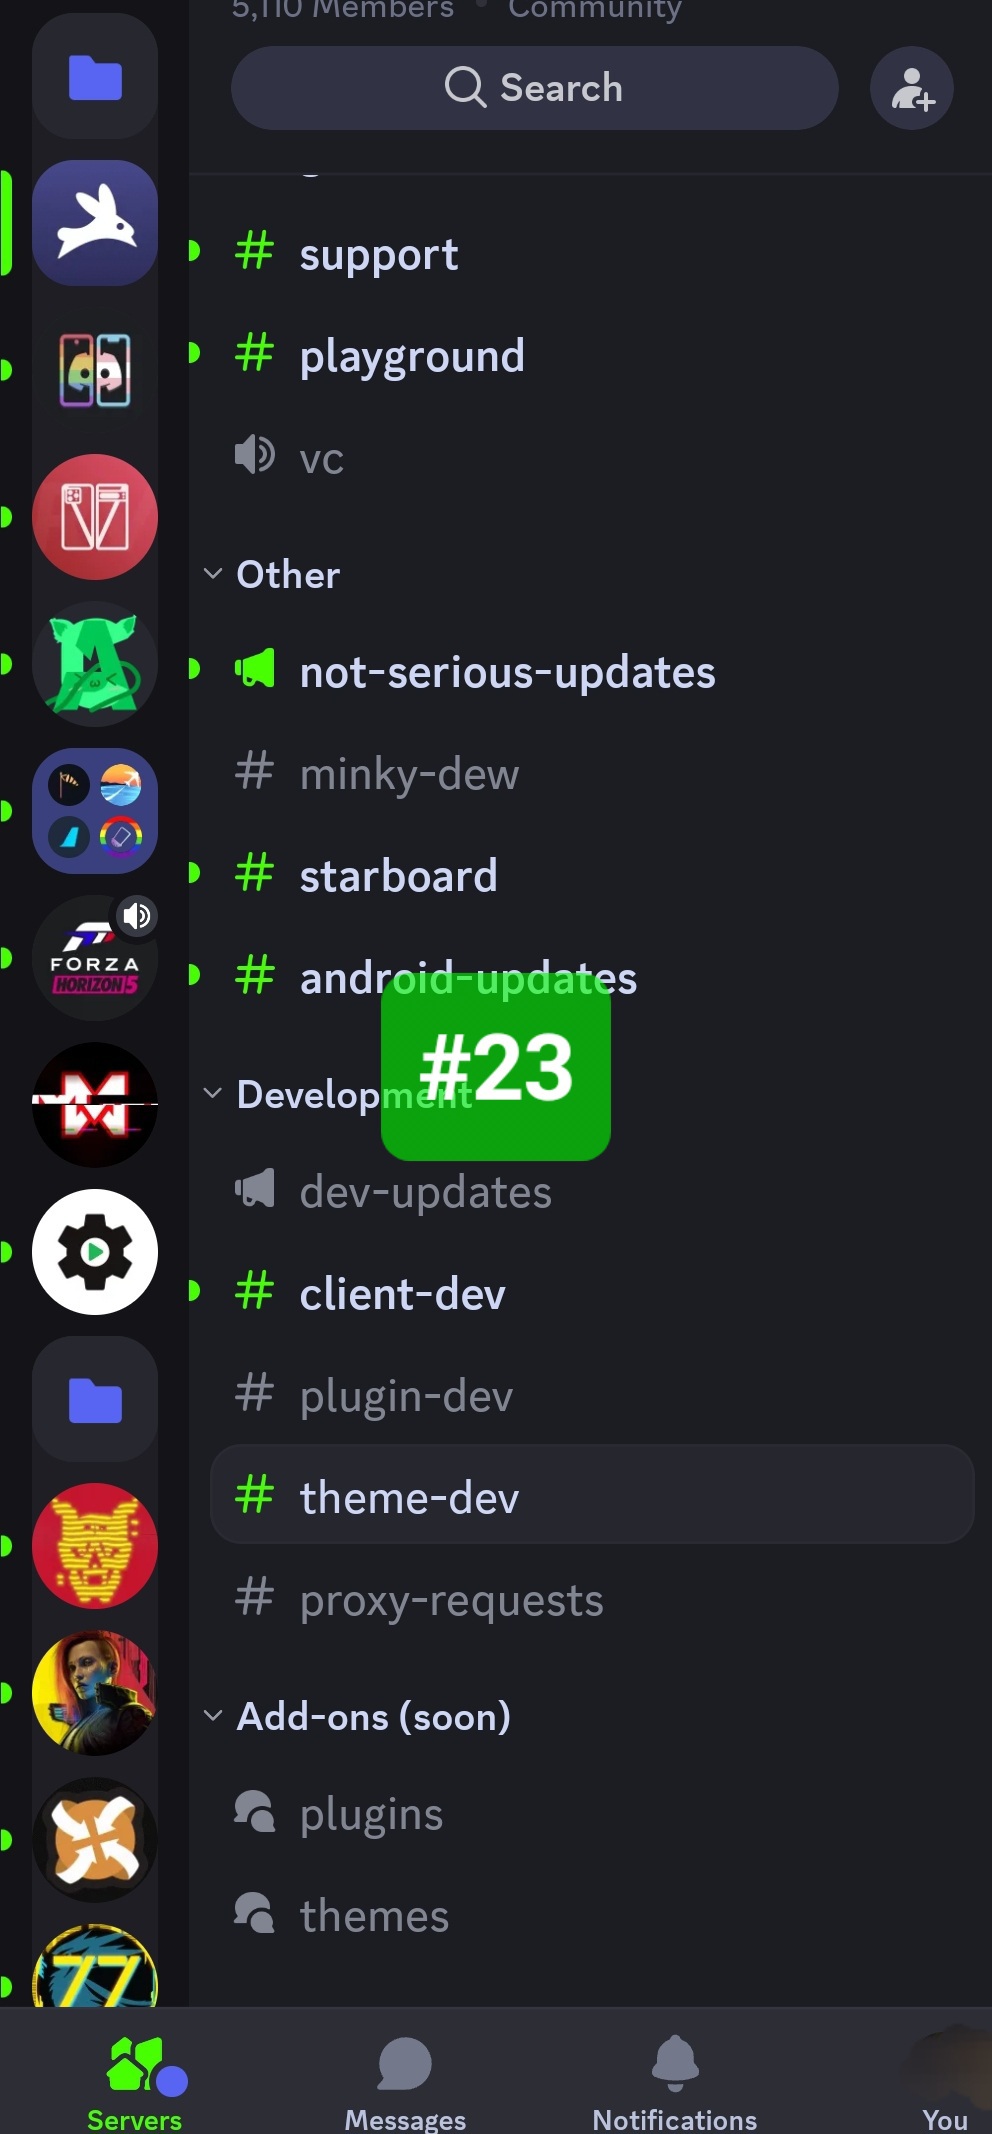 5,110 Members • Community
Search
support
playground
vc
Other
not-serious-updates
minky-dew
starboard
FORZA
HORIZON 5
android-updates
#23
Development
dev-updates
client-dev
plugin-dev
theme-dev
proxy-requests
Add-ons (soon)
plugins
themes
77
Servers
Messages
Notifications
You